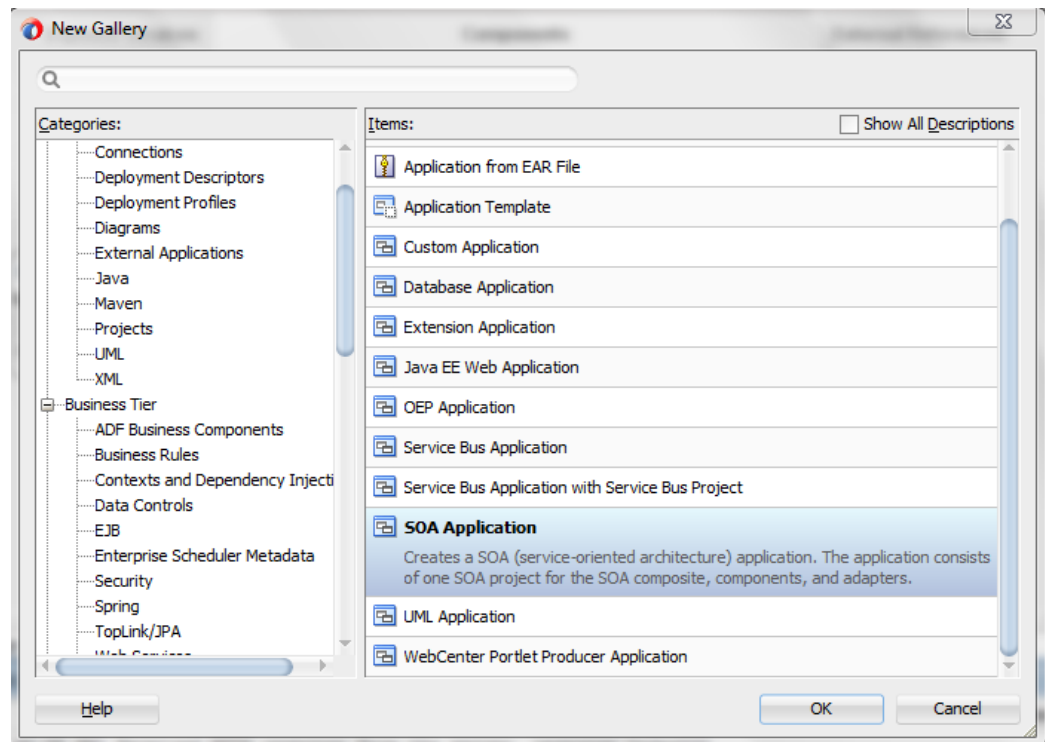 New Gallery
Categories:
Connections
Deployment Descriptors
Deployment Profiles
Diagrams
External Applications
Java
Maven
Projects
UML
XML
Business Tier
ADF Business Components
Business Rules
Contexts and Dependency Injecti
Data Controls
EJB
Enterprise Scheduler Metadata
Security
Spring
TopLink/JPA
Items:
Show All Descriptions
Application from EAR File
Application Template
Custom Application
Database Application
Extension Application
Java EE Web Application
OEP Application
Service Bus Application
Service Bus Application with Service Bus Project
SOA Application
Creates a SOA (service-oriented architecture) application. The application consists
of one SOA project for the SOA composite, components, and adapters.
UML Application
WebCenter Portlet Producer Application
Help
OK
Cancel